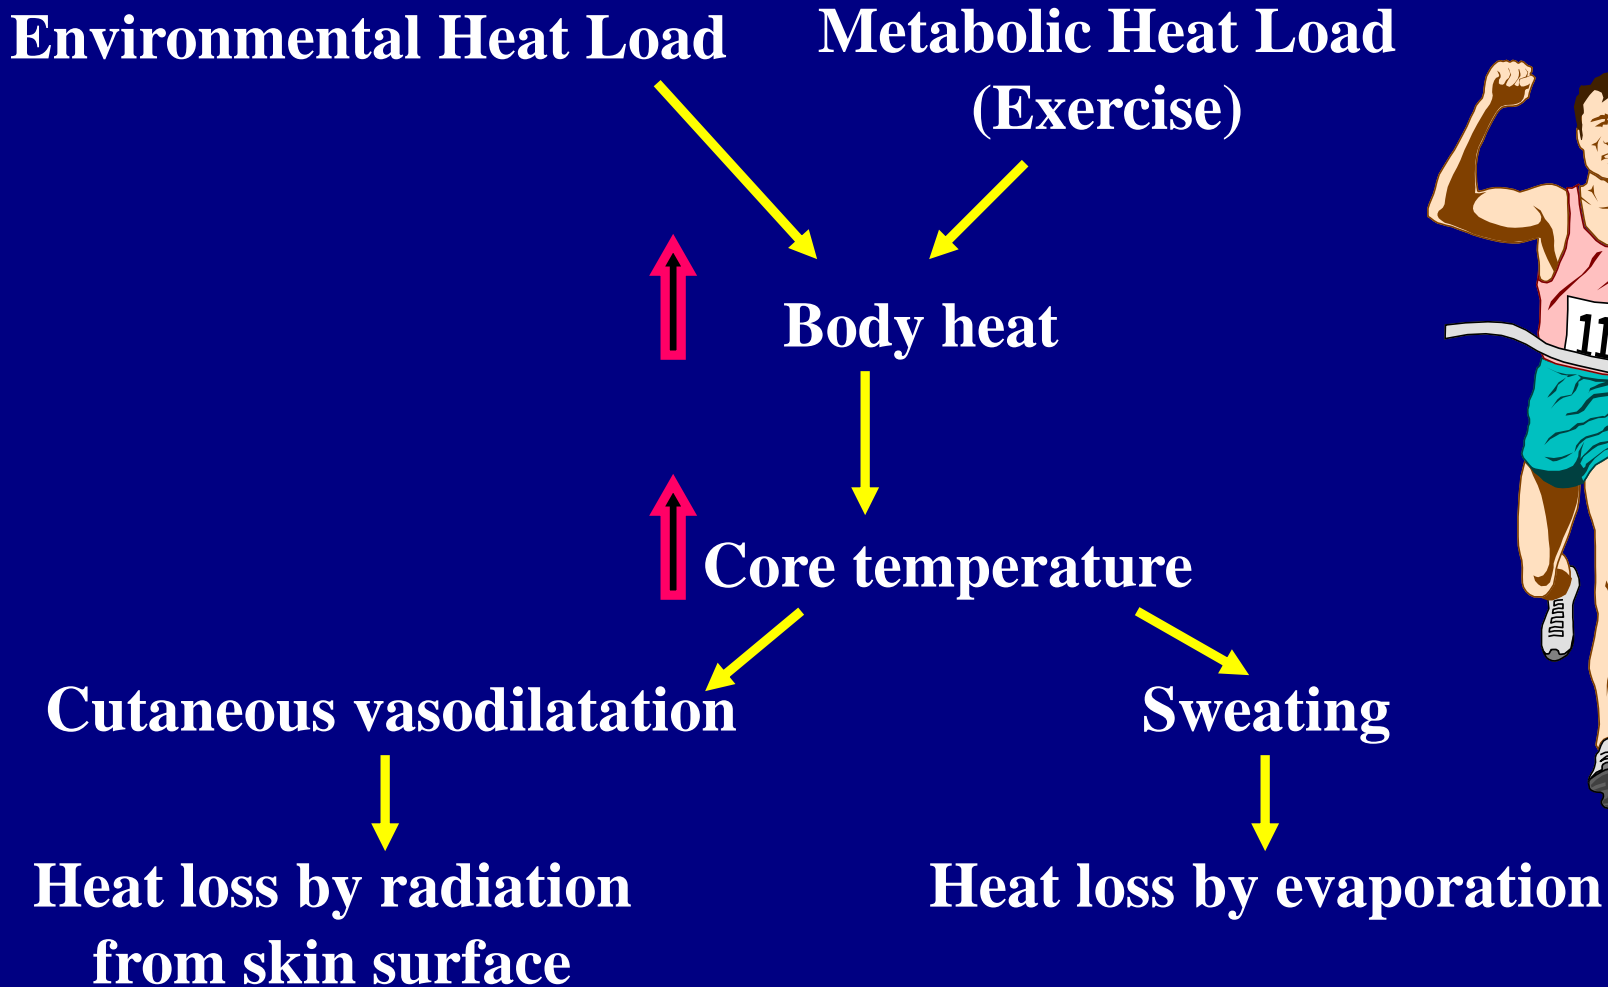 Environmental Heat Load
Metabolic Heat Load
(Exercise)
Body heat
Core temperature
Cutaneous vasodilatation
Sweating
Heat loss by radiation
from skin surface
Heat loss by evaporation
11